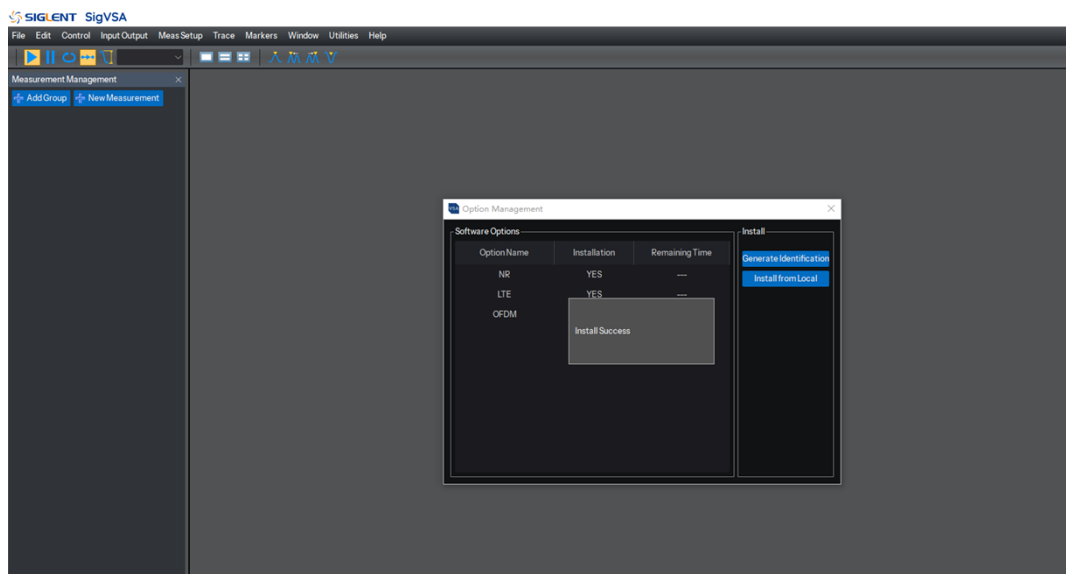 SIGLENT SigVSA
File Edit Control Input Output Meas Setup Trace Markers Window Utilities Help
Measurement Management
Add Group New Measurement
VSA Option Management
Software Options
Install
Option Name Installation Remaining Time
Generate Identification
NR YES ---
Install from Local
LTE YES ---
OFDM
Install Success